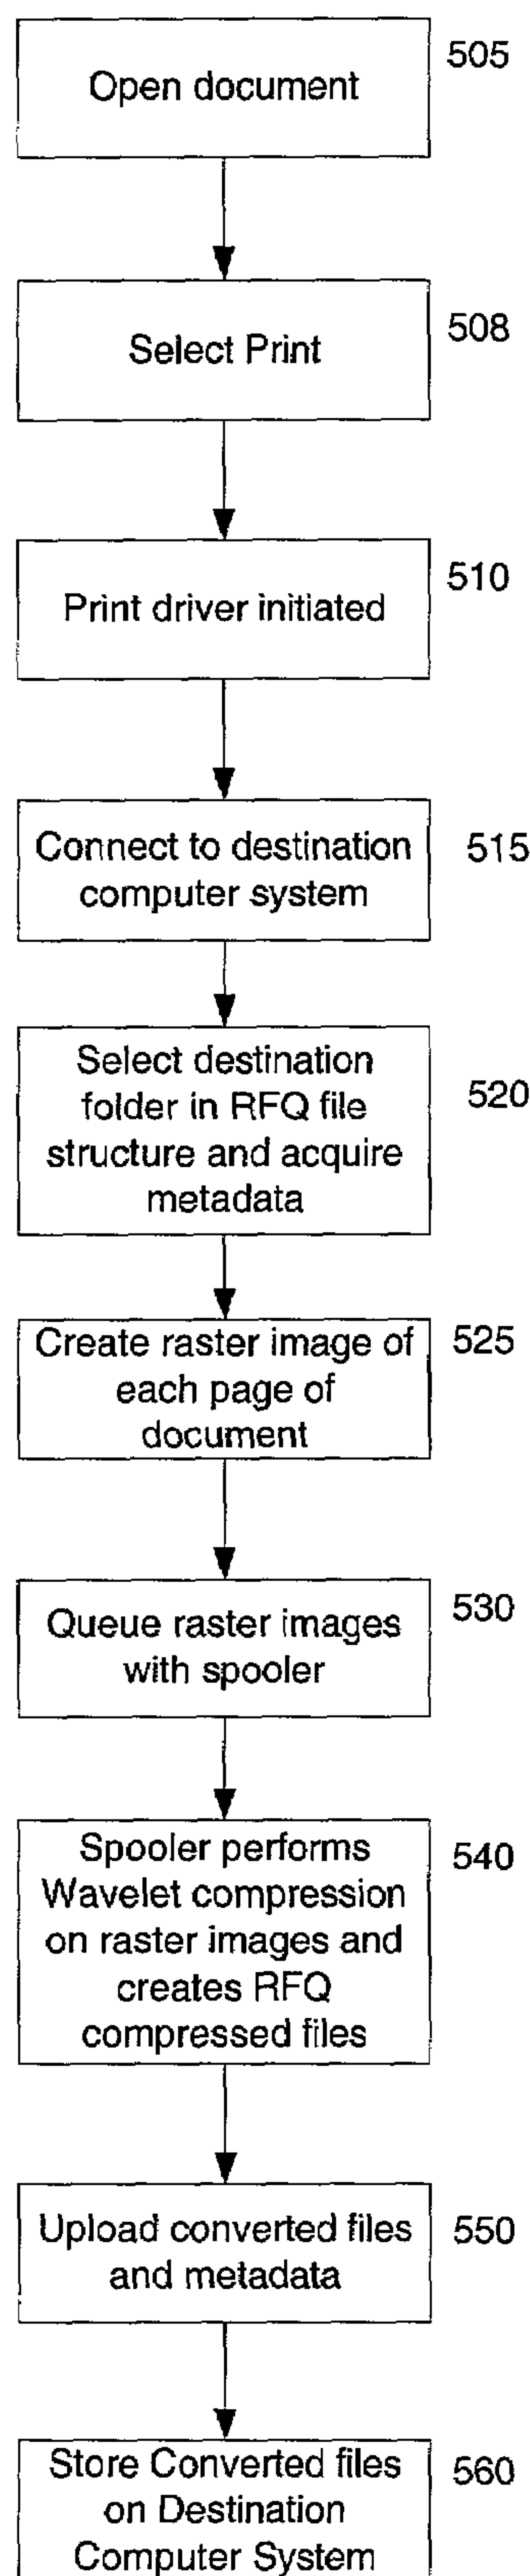 Open document
505
Select Print
508
Print driver initiated
510
Connect to destination
computer system
515
Select destination
folder in RFQ file
structure and acquire
metadata
520
Create raster image of
each page of
document
525
Queue raster images
with spooler
530
Spooler performs
Wavelet compression
on raster images and
creates RFQ
compressed files
540
Upload converted files
and metadata
550
Store Converted files
on Destination
Computer System
560